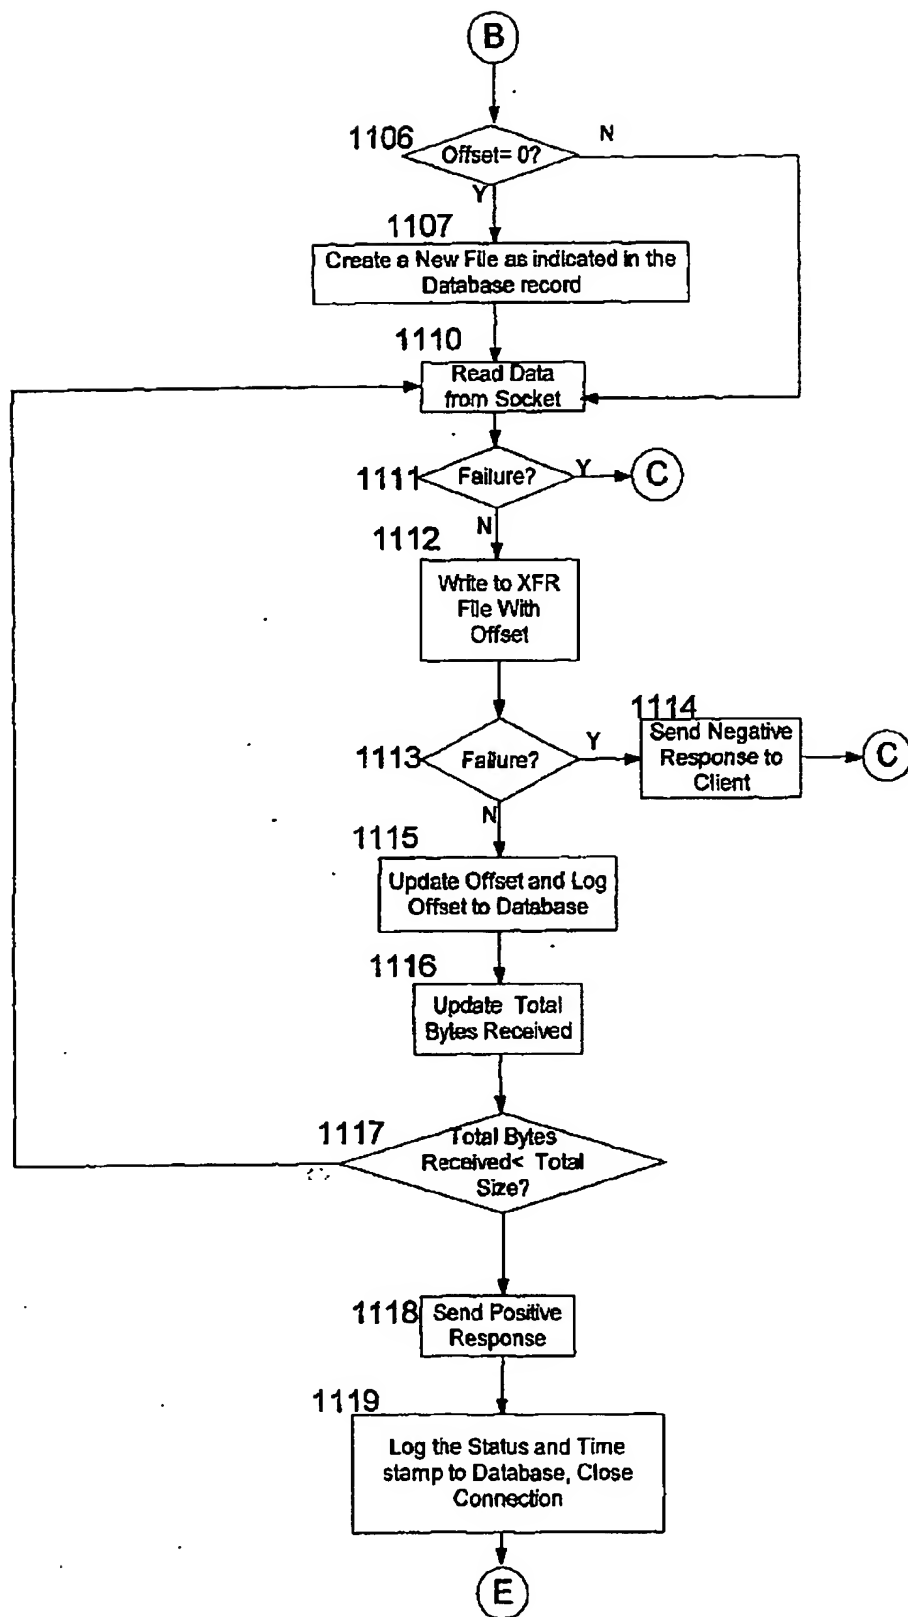 B
1106
Offset= 0?
N
Y
1107
Create a New File as indicated in the
Database record
1110
Read Data
from Socket
1111
Failure?
Y
C
N
1112
Write to XFR
File With
Offset
1113
Failure?
Y
1114
Send Negative
Response to
Client
C
N
1115
Update Offset and Log
Offset to Database
1116
Update Total
Bytes Received
1117
Total Bytes
Received< Total
Size?
1118
Send Positive
Response
1119
Log the Status and Time
stamp to Database, Close
Connection
E